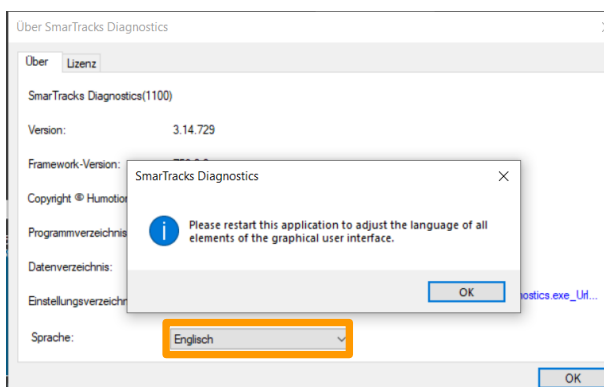 Über SmarTracks Diagnostics
Über Lizenz
SmarTracks Diagnostics(1100)
Version: 3.14.729
Framework-Version:
Copyright © Humotion
SmarTracks Diagnostics
Please restart this application to adjust the language of all
elements of the graphical user interface.
OK
Programmverzeichnis
Datenverzeichnis:
Einstellungsverzeichn
nostics.exe_Url...
Sprache: Englisch
OK